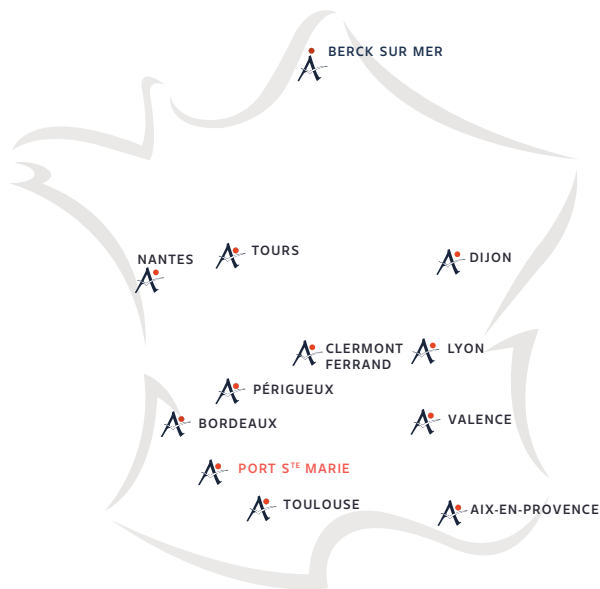 BERCK SUR MER
TOURS
NANTES
DIJON
CLERMONT
FERRAND
LYON
PÉRIGUEUX
BORDEAUX
VALENCE
PORT STE MARIE
TOULOUSE
AIX-EN-PROVENCE